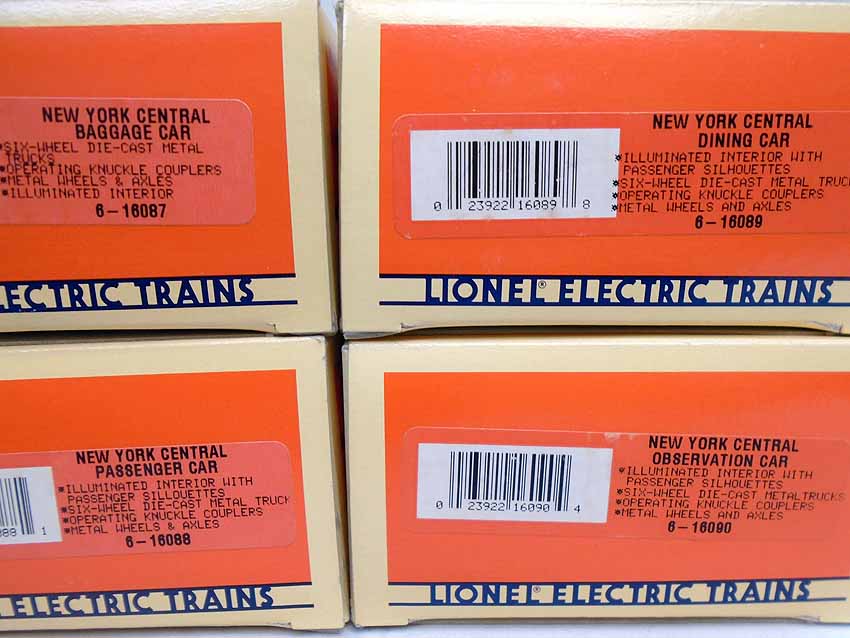 NEW YORK CENTRAL
BAGGAGE CAR
*SIX-WHEEL DIE-CAST METAL
TRUCKS
*OPERATING KNUCKLE COUPLERS
*METAL WHEELS & AXLES
*ILLUMINATED INTERIOR
6-16087
ELECTRIC TRAINS
NEW YORK CENTRAL
DINING CAR
*ILLUMINATED INTERIOR WITH
PASSENGER SILHOUETTES
*SIX-WHEEL DIE-CAST METAL TRUC
*OPERATING KNUCKLE COUPLERS
*METAL WHEELS AND AXLES
6-16089
0 23922 16089 8
LIONEL® ELECTRIC TRAINS
NEW YORK CENTRAL
PASSENGER CAR
*ILLUMINATED INTERIOR WITH
PASSENGER SILLOUETTES
*SIX-WHEEL DIE-CAST METAL TRUCK
*OPERATING KNUCKLE COUPLERS
*METAL WHEELS & AXLES
6-16088
88 1
ELECTRIC TRAINS
NEW YORK CENTRAL
OBSERVATION CAR
*ILLUMINATED INTERIOR WITH
PASSENGER SILHOUETTES
*SIX-WHEEL DIE-CAST METALTRUCKS
*OPERATING KNUCKLE COUPLERS
*METAL WHEELS AND AXLES
6-16090
0 23922 16090 4
LIONEL® ELECTRIC TRAINS